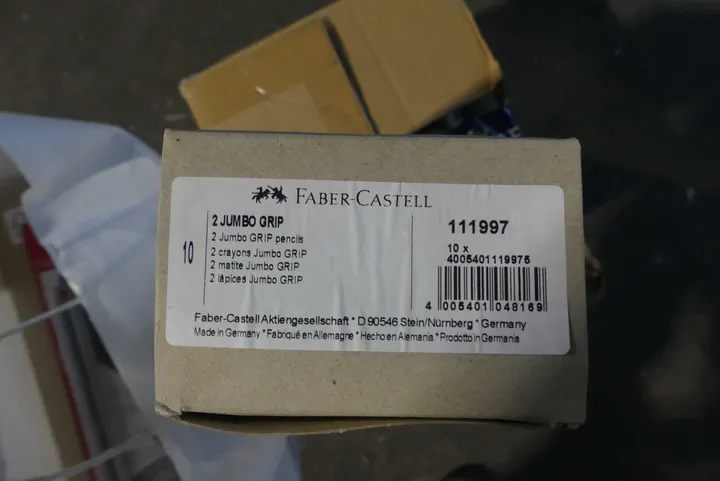 FABER-CASTELL
10
2 JUMBO GRIP
2 Jumbo GRIP pencils
2 crayons Jumbo GRIP
2 matite Jumbo GRIP
2 lápices Jumbo GRIP
111997
10 x
4005401119975
4 005401 048169
Faber-Castell Aktiengesellschaft * D 90546 Stein/Nürnberg * Germany
Made in Germany * Fabriqué en Allemagne * Hecho en Alemania * Prodotto in Germania